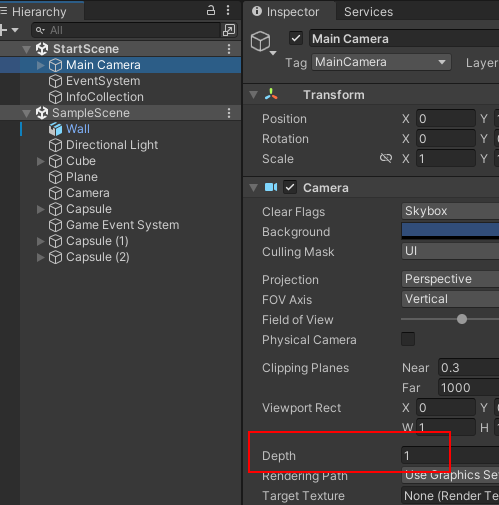 Hierarchy
All
StartScene
Main Camera
EventSystem
InfoCollection
SampleScene
Wall
Directional Light
Cube
Plane
Camera
Capsule
Game Event System
Capsule (1)
Capsule (2)
Inspector Services
Main Camera
Tag MainCamera Layer
Transform
Position X 0 Y
Rotation X 0 Y
Scale X 1 Y
Camera
Clear Flags Skybox
Background
Culling Mask UI
Projection Perspective
FOV Axis Vertical
Field of View
Physical Camera
Clipping Planes Near 0.3
Far 1000
Viewport Rect X 0 Y
W 1 H
Depth 1
Rendering Path Use Graphics Se
Target Texture None (Render Te